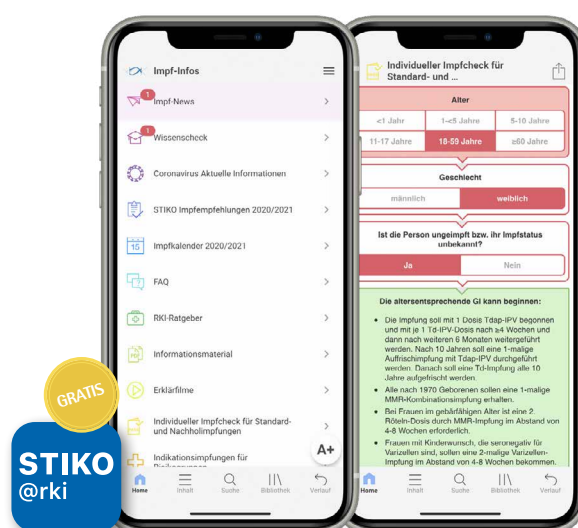 Impf-Infos
1
Impf-News
1
Wissenscheck
Coronavirus Aktuelle Informationen
STIKO Impfempfehlungen 2020/2021
15
Impfkalender 2020/2021
FAQ
RKI-Ratgeber
PDF
Informationsmaterial
Erklärfilme
Individueller Impfcheck für Standard-
und Nachholimpfungen
Indikationsimpfungen für
Risikogruppen
A+
Home
Inhalt
Suche
Bibliothek
Verlauf
GRATIS
STIKO
@rki
Individueller Impfcheck für
Standard- und ...
Alter
<1 Jahr 1-<5 Jahre 5-10 Jahre
11-17 Jahre 18-59 Jahre ≥60 Jahre
Geschlecht
männlich weiblich
Ist die Person ungeimpft bzw. ihr Impfstatus
unbekannt?
Ja Nein
Die altersentsprechende GI kann beginnen:
• Die Impfung soll mit 1 Dosis Tdap-IPV begonnen
und mit je 1 Td-IPV-Dosis nach ≥4 Wochen und
dann nach weiteren 6 Monaten weitergeführt
werden. Nach 10 Jahren soll eine 1-malige
Auffrischimpfung mit Tdap-IPV durchgeführt
werden. Danach soll eine Td-Impfung alle 10
Jahre aufgefrischt werden.
• Alle nach 1970 Geborenen sollen eine 1-malige
MMR-Kombinationsimpfung erhalten.
• Bei Frauen im gebärfähigen Alter ist eine 2.
Röteln-Dosis durch MMR-Impfung im Abstand von
4-8 Wochen erforderlich.
• Frauen mit Kinderwunsch, die seronegativ für
Varizellen sind, sollen eine 2-malige Varizellen-
Impfung im Abstand von 4-8 Wochen bekommen.
Home
Inhalt
Suche
Bibliothek
Verlauf